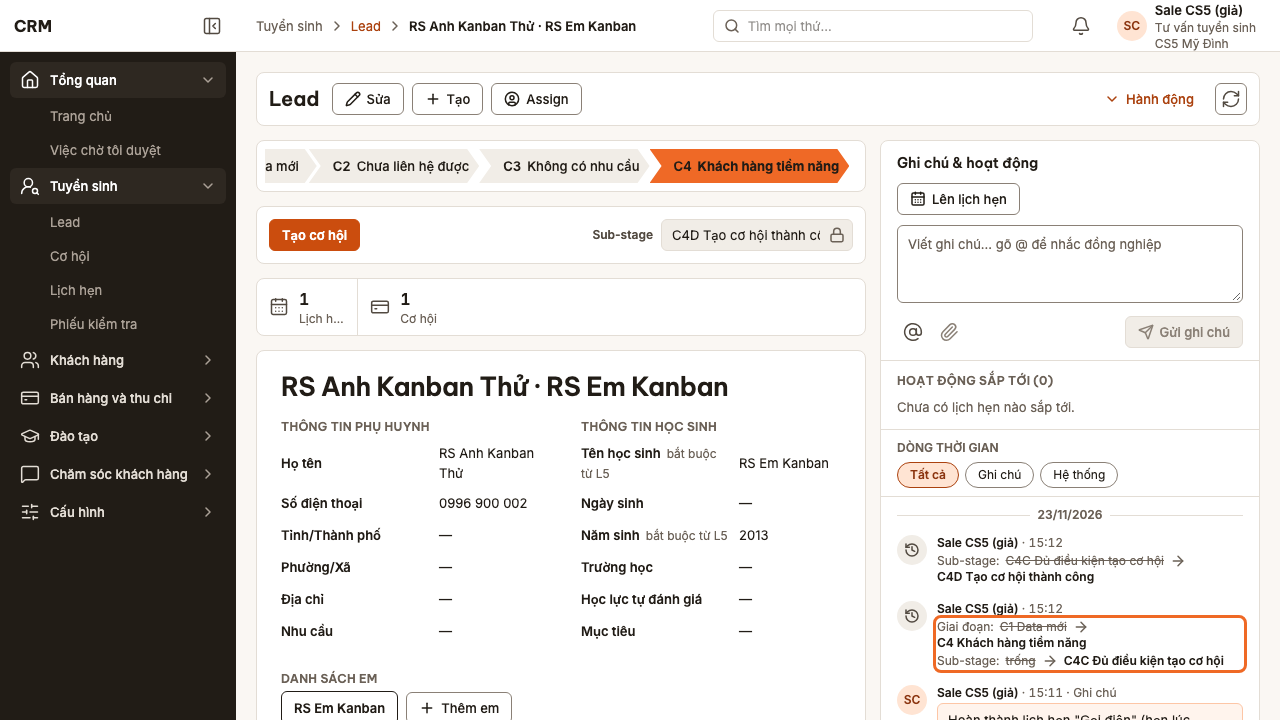 CRM
Tuyển sinh > Lead > RS Anh Kanban Thử · RS Em Kanban
Tìm mọi thứ...
SC
Sale CS5 (giả)
Tư vấn tuyển sinh
CS5 Mỹ Đình
Tổng quan
Trang chủ
Việc chờ tôi duyệt
Tuyển sinh
Lead
Cơ hội
Lịch hẹn
Phiếu kiểm tra
Khách hàng
Bán hàng và thu chi
Đào tạo
Chăm sóc khách hàng
Cấu hình
Lead
Sửa
+ Tạo
Assign
Hành động
a mới
C2 Chưa liên hệ được
C3 Không có nhu cầu
C4 Khách hàng tiềm năng
Tạo cơ hội
Sub-stage
C4D Tạo cơ hội thành cô
1
Lịch h...
1
Cơ hội
RS Anh Kanban Thử · RS Em Kanban
THÔNG TIN PHỤ HUYNH
Họ tên
RS Anh Kanban
Thử
Số điện thoại
0996 900 002
Tỉnh/Thành phố
—
Phường/Xã
—
Địa chỉ
—
Nhu cầu
—
THÔNG TIN HỌC SINH
Tên học sinh bắt buộc
từ L5
RS Em Kanban
Ngày sinh
—
Năm sinh bắt buộc từ L5
2013
Trường học
—
Học lực tự đánh giá
—
Mục tiêu
—
DANH SÁCH EM
RS Em Kanban
+ Thêm em
Ghi chú & hoạt động
Lên lịch hẹn
Viết ghi chú... gõ @ để nhắc đồng nghiệp
Gửi ghi chú
HOẠT ĐỘNG SẮP TỚI (0)
Chưa có lịch hẹn nào sắp tới.
DÒNG THỜI GIAN
Tất cả
Ghi chú
Hệ thống
23/11/2026
Sale CS5 (giả) · 15:12
Sub-stage: C4C Đủ điều kiện tạo cơ hội →
C4D Tạo cơ hội thành công
Sale CS5 (giả) · 15:12
Giai đoạn: C1 Data mới →
C4 Khách hàng tiềm năng
Sub-stage: trống → C4C Đủ điều kiện tạo cơ hội
SC
Sale CS5 (giả) · 15:11 · Ghi chú
Hoàn thành lịch hẹn "Gọi điện" (hẹn lúc